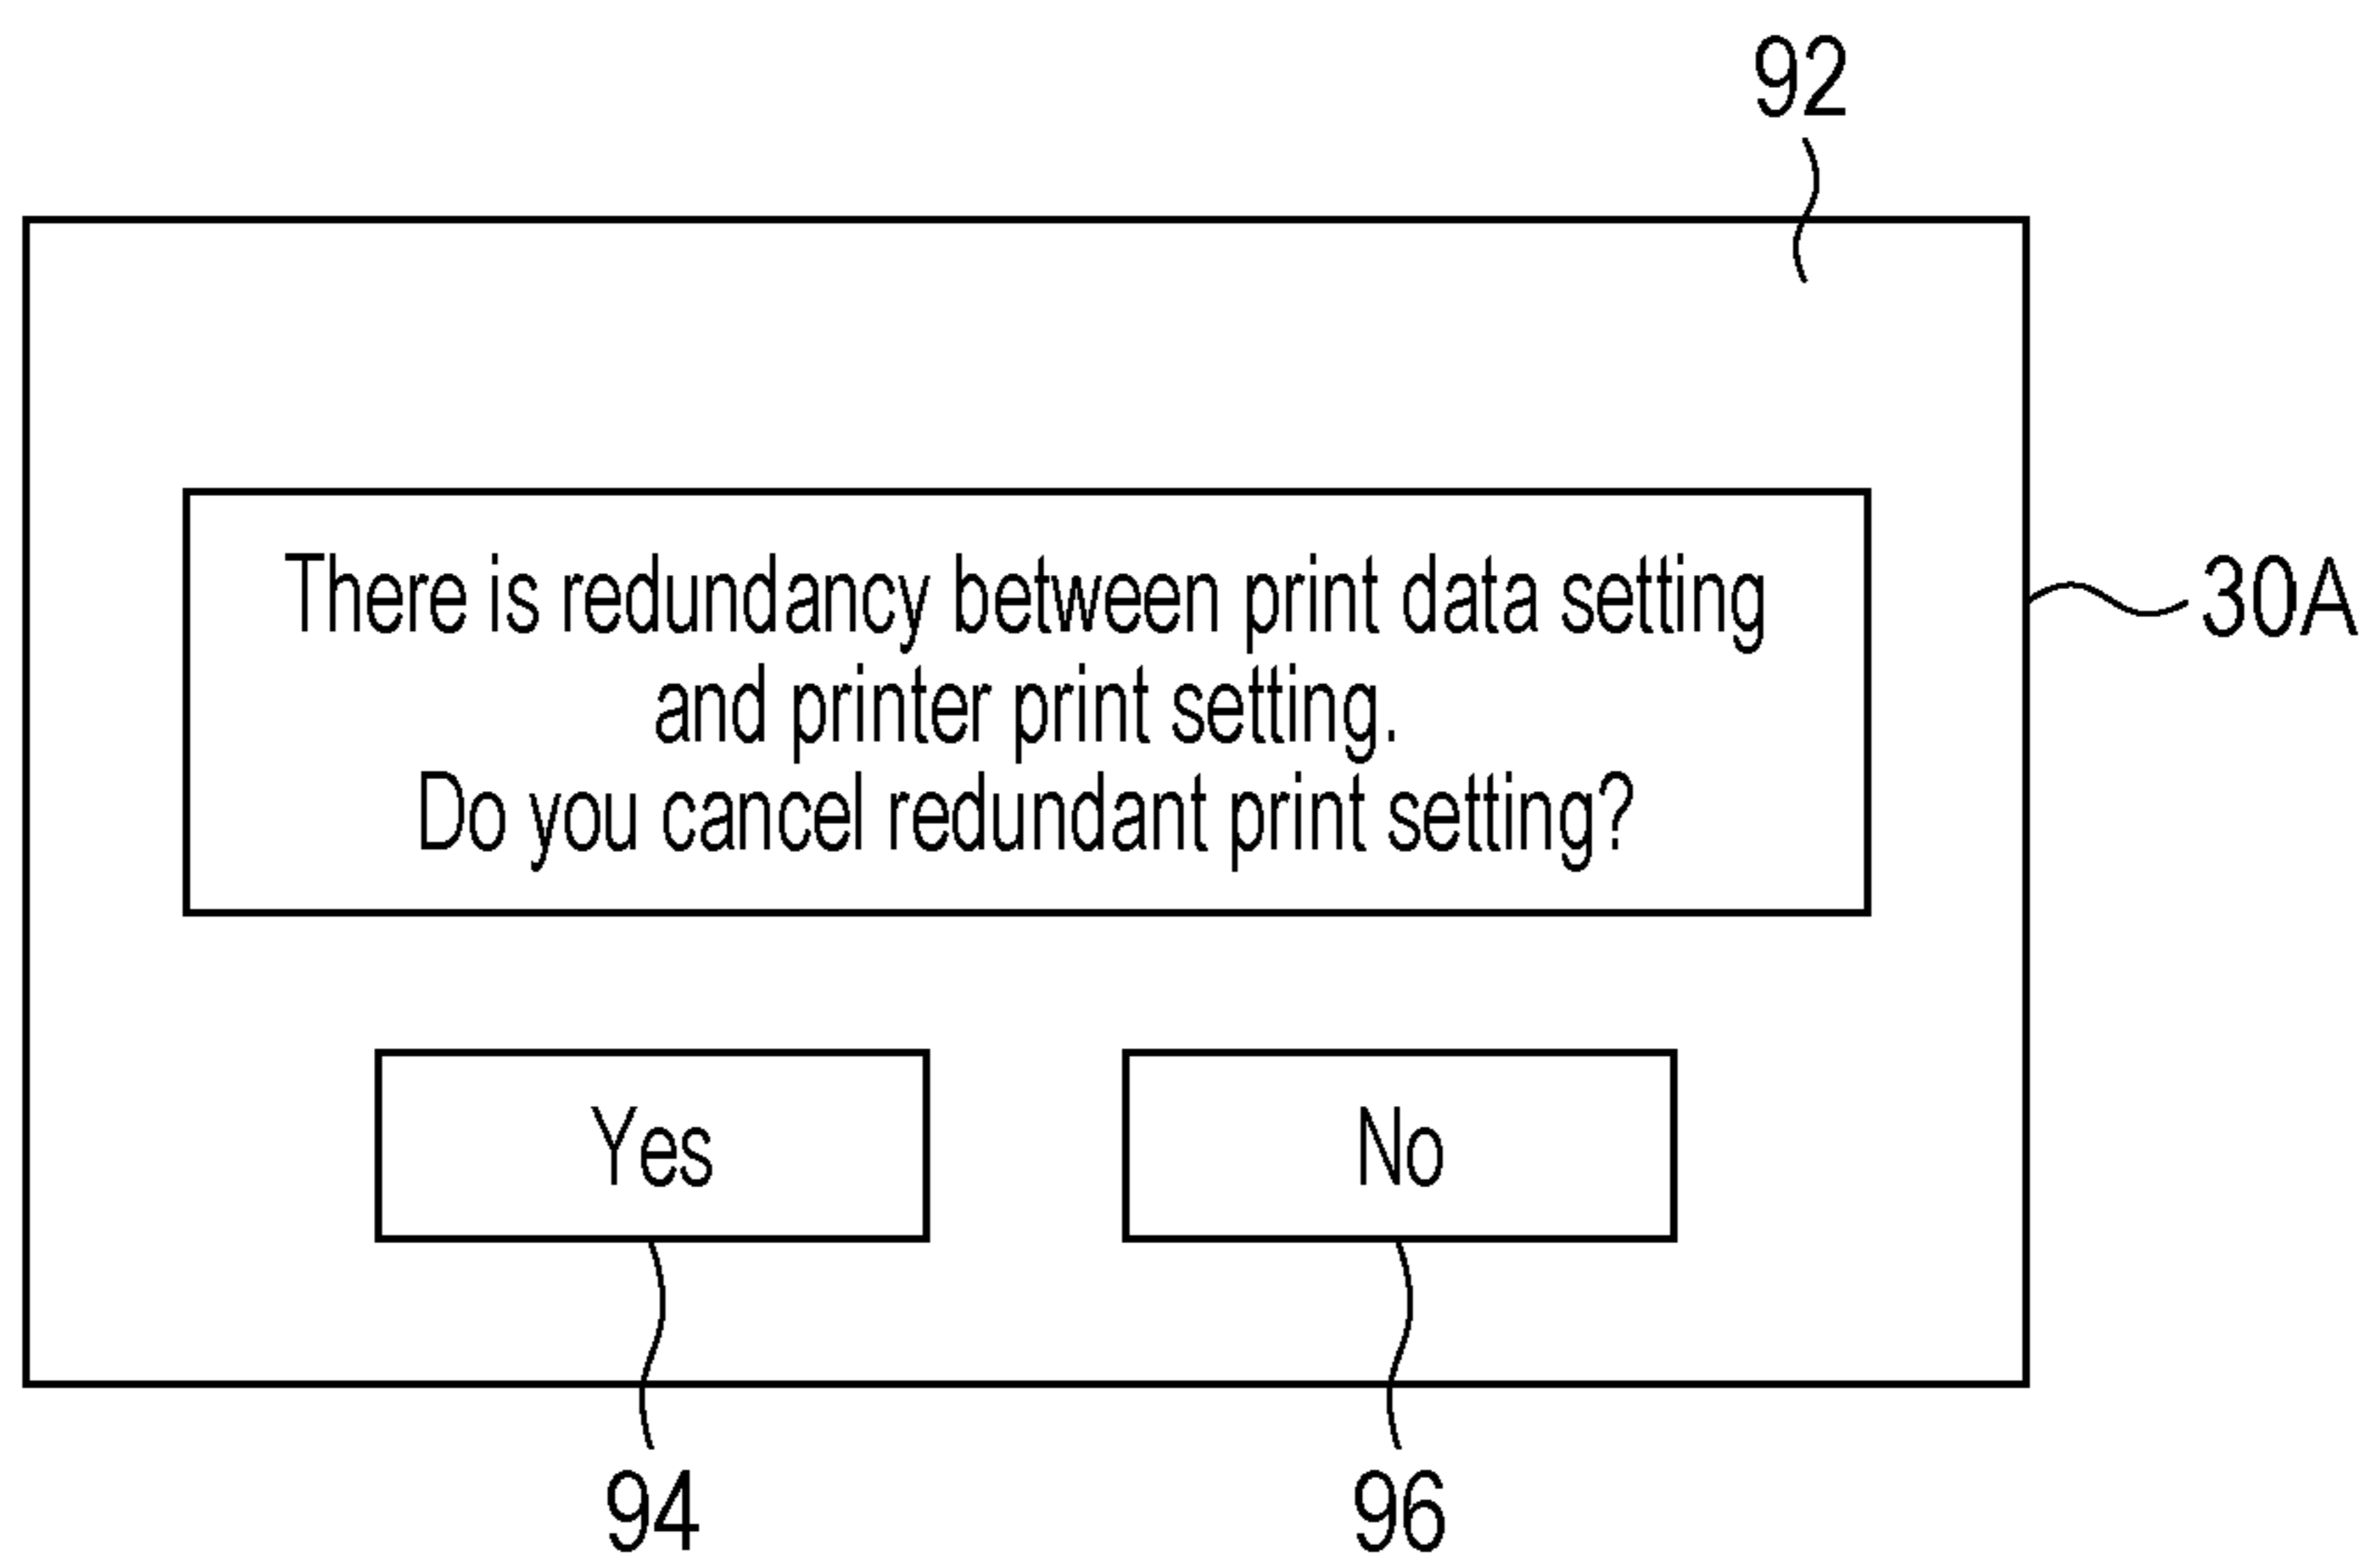 92
There is redundancy between print data setting
and printer print setting.
Do you cancel redundant print setting?
30A
Yes
No
94
96